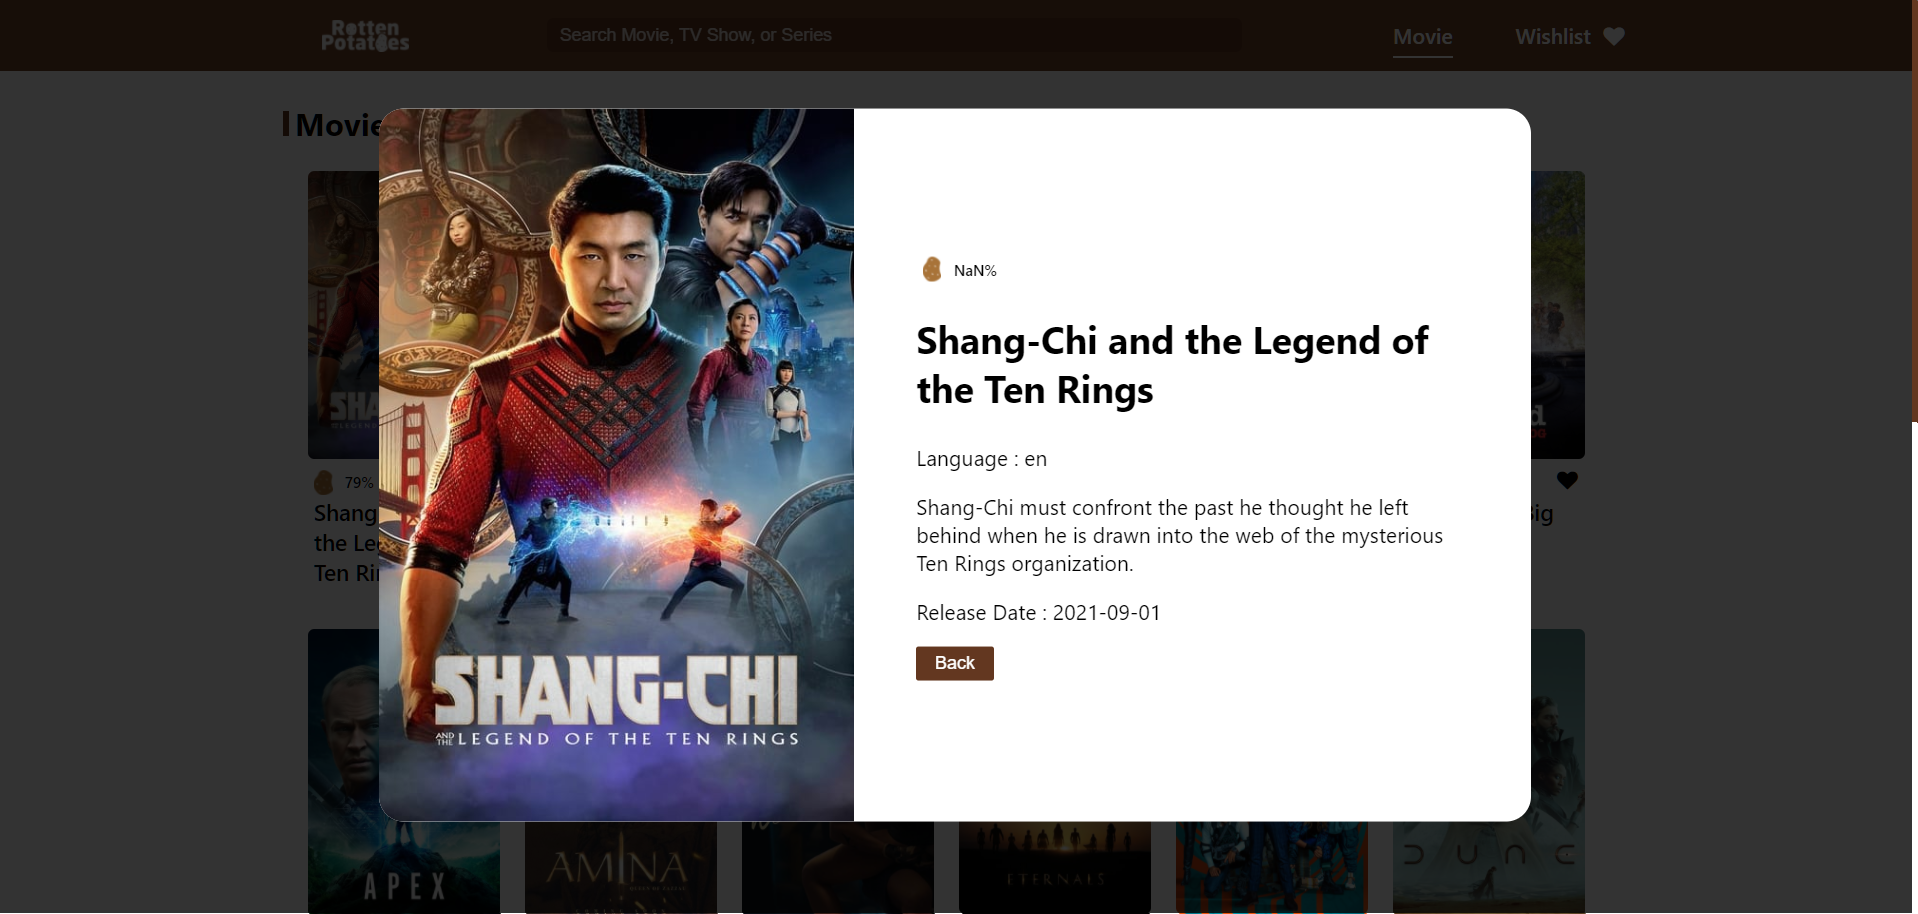 Rotten
Potatoes
Search Movie, TV Show, or Series
Movie
Wishlist
Movie
NaN%
Shang-Chi and the Legend of
the Ten Rings
Language : en
Shang-Chi must confront the past he thought he left
behind when he is drawn into the web of the mysterious
Ten Rings organization.
Release Date : 2021-09-01
Back
SHANG-CHI
AND THE LEGEND OF THE TEN RINGS
79%
Shang
the Le
Ten Ri
Big
APEX
AMINA
ETERNALS
DUNE